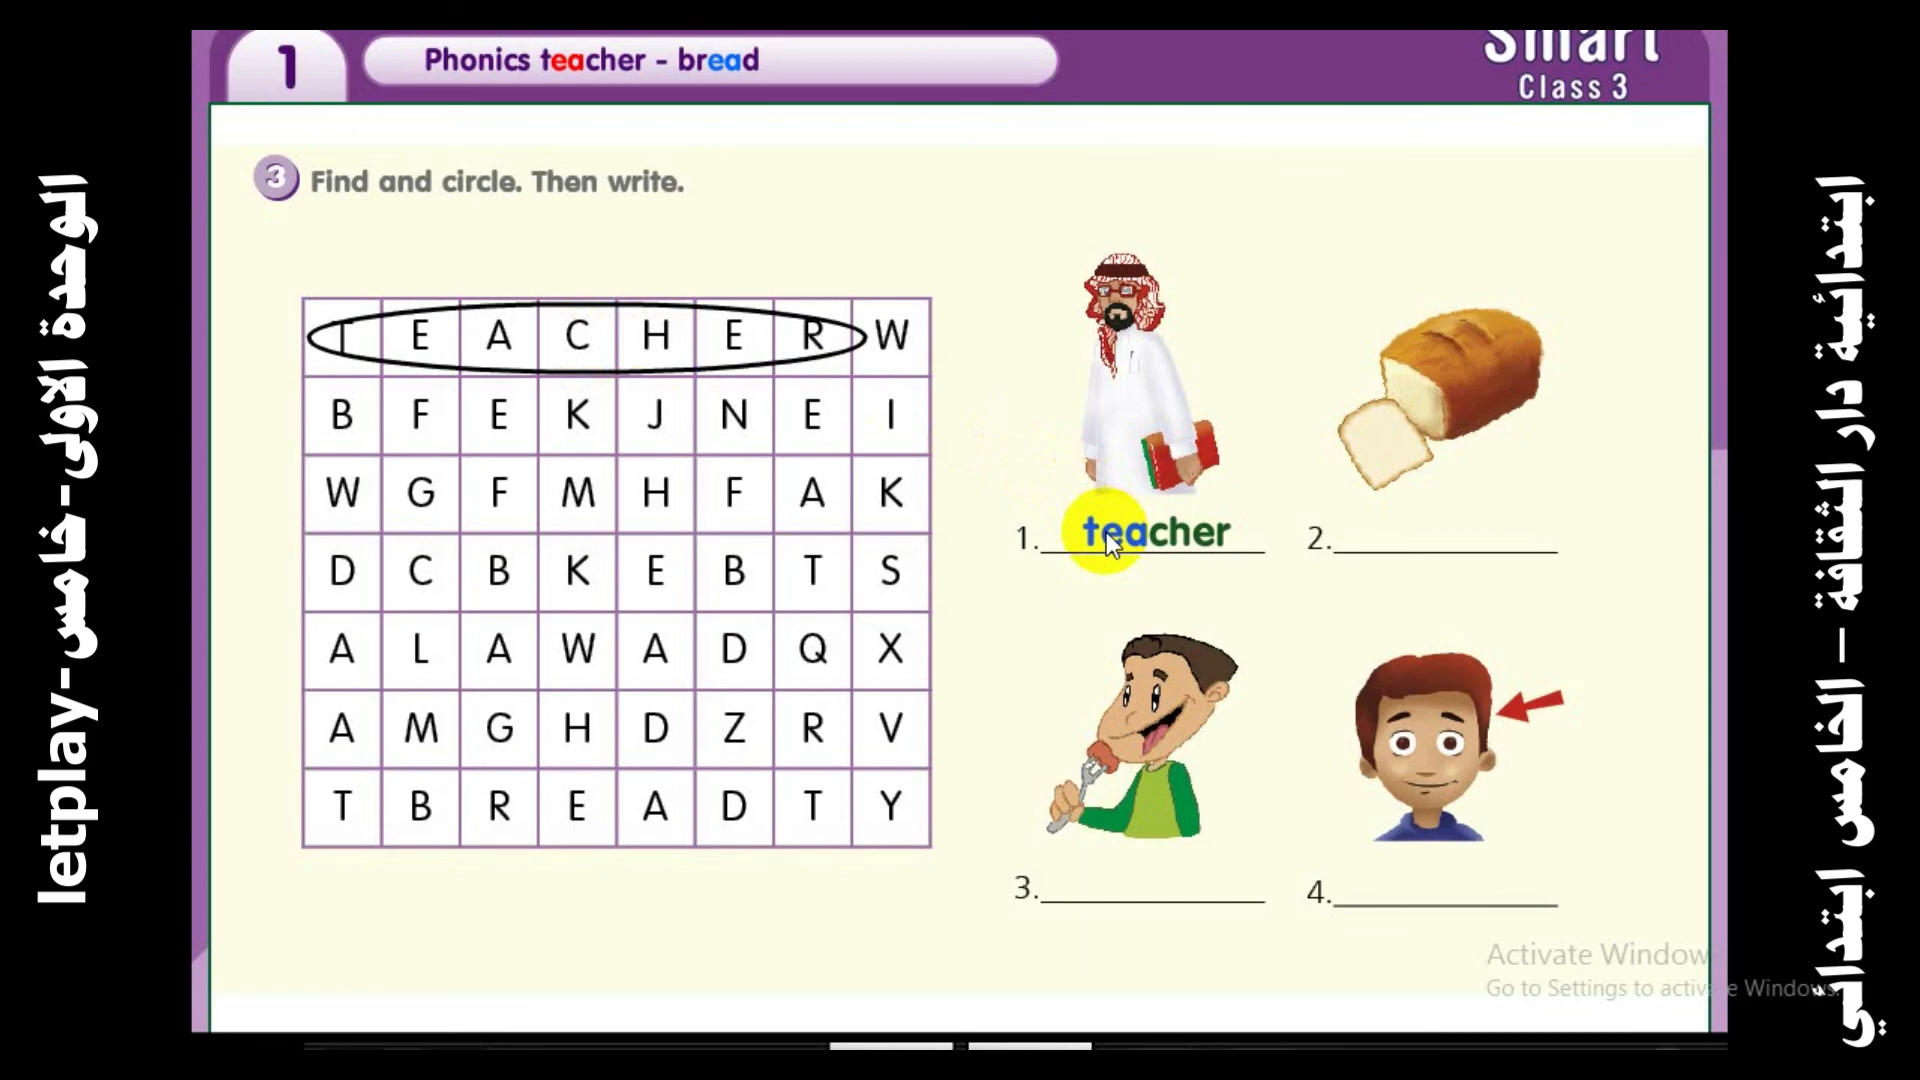 1 Phonics teacher - bread
Smart
Class 3
3 Find and circle. Then write.
T E A C H E R W
B F E K J N E I
W G F M H F A K
D C B K E B T S
A L A W A D Q X
A M G H D Z R V
T B R E A D T Y
1. teacher
2.
3.
4.
Activate Windows
Go to Settings to activate Windows.
الوحدة الاولى-خامس-letplay
ابتدائية دار الثقافة – الخامس ابتدائي